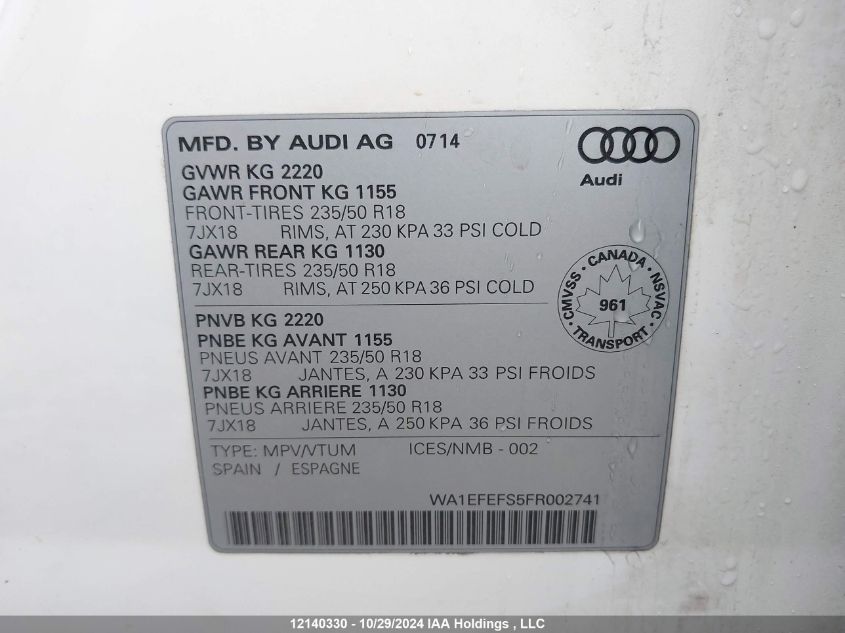 MFD. BY AUDI AG 0714
Audi
GVWR KG 2220
GAWR FRONT KG 1155
FRONT-TIRES 235/50 R18
7JX18 RIMS, AT 230 KPA 33 PSI COLD
GAWR REAR KG 1130
REAR-TIRES 235/50 R18
7JX18 RIMS, AT 250 KPA 36 PSI COLD
CMVSS • CANADA • NSVAC • TRANSPORT •
961
PNVB KG 2220
PNBE KG AVANT 1155
PNEUS AVANT 235/50 R18
7JX18 JANTES, A 230 KPA 33 PSI FROIDS
PNBE KG ARRIERE 1130
PNEUS ARRIERE 235/50 R18
7JX18 JANTES, A 250 KPA 36 PSI FROIDS
TYPE: MPV/VTUM ICES/NMB - 002
SPAIN / ESPAGNE
WA1EFEFS5FR002741
12140330 - 10/29/2024 IAA Holdings , LLC